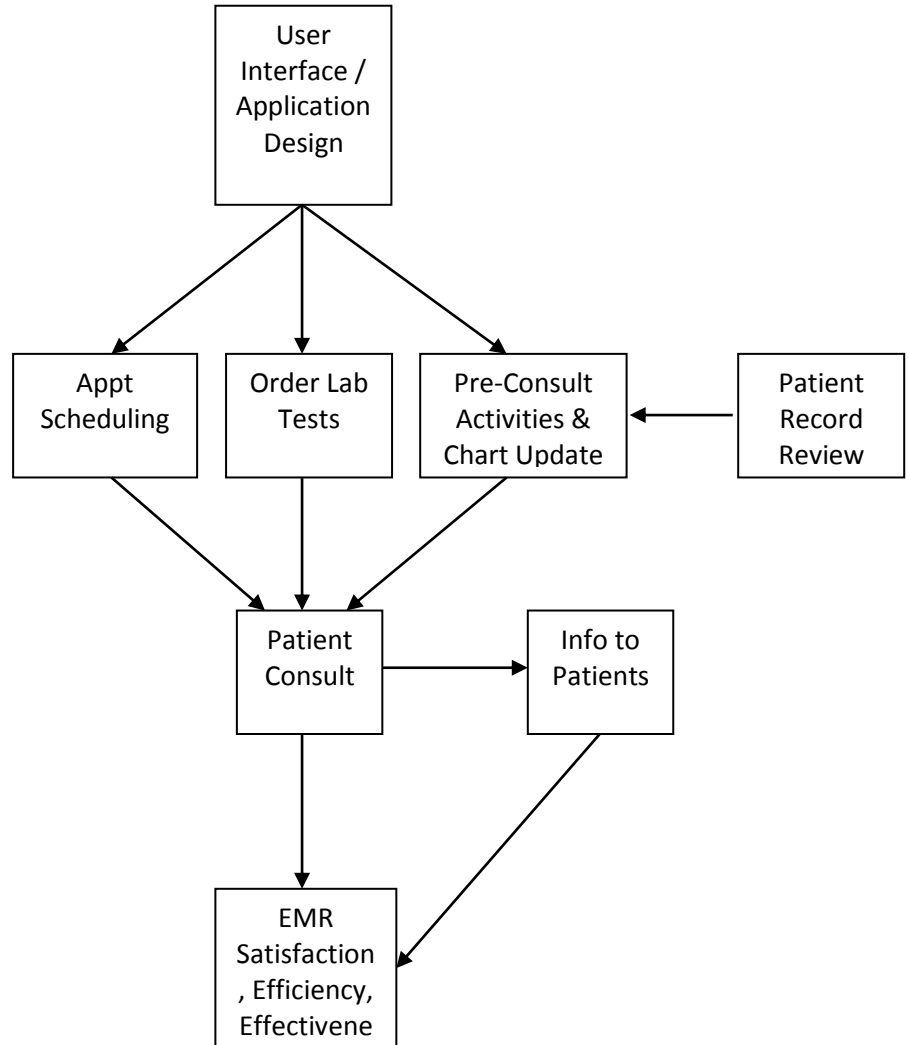 User
Interface /
Application
Design
Appt
Scheduling
Order Lab
Tests
Pre-Consult
Activities &
Chart Update
Patient
Record
Review
Patient
Consult
Info to
Patients
EMR
Satisfaction
, Efficiency,
Effectivene